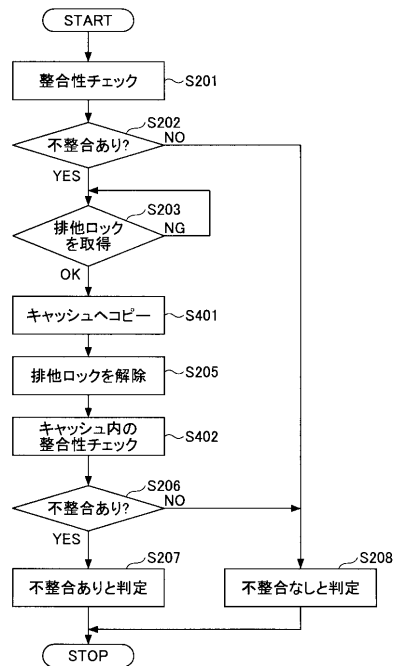 START
整合性チェック
S201
S202
不整合あり?
NO
YES
S203
排他ロック
を取得
NG
OK
キャッシュへコピー
S401
排他ロックを解除
S205
キャッシュ内の
整合性チェック
S402
S206
不整合あり?
NO
YES
S207
不整合ありと判定
S208
不整合なしと判定
STOP